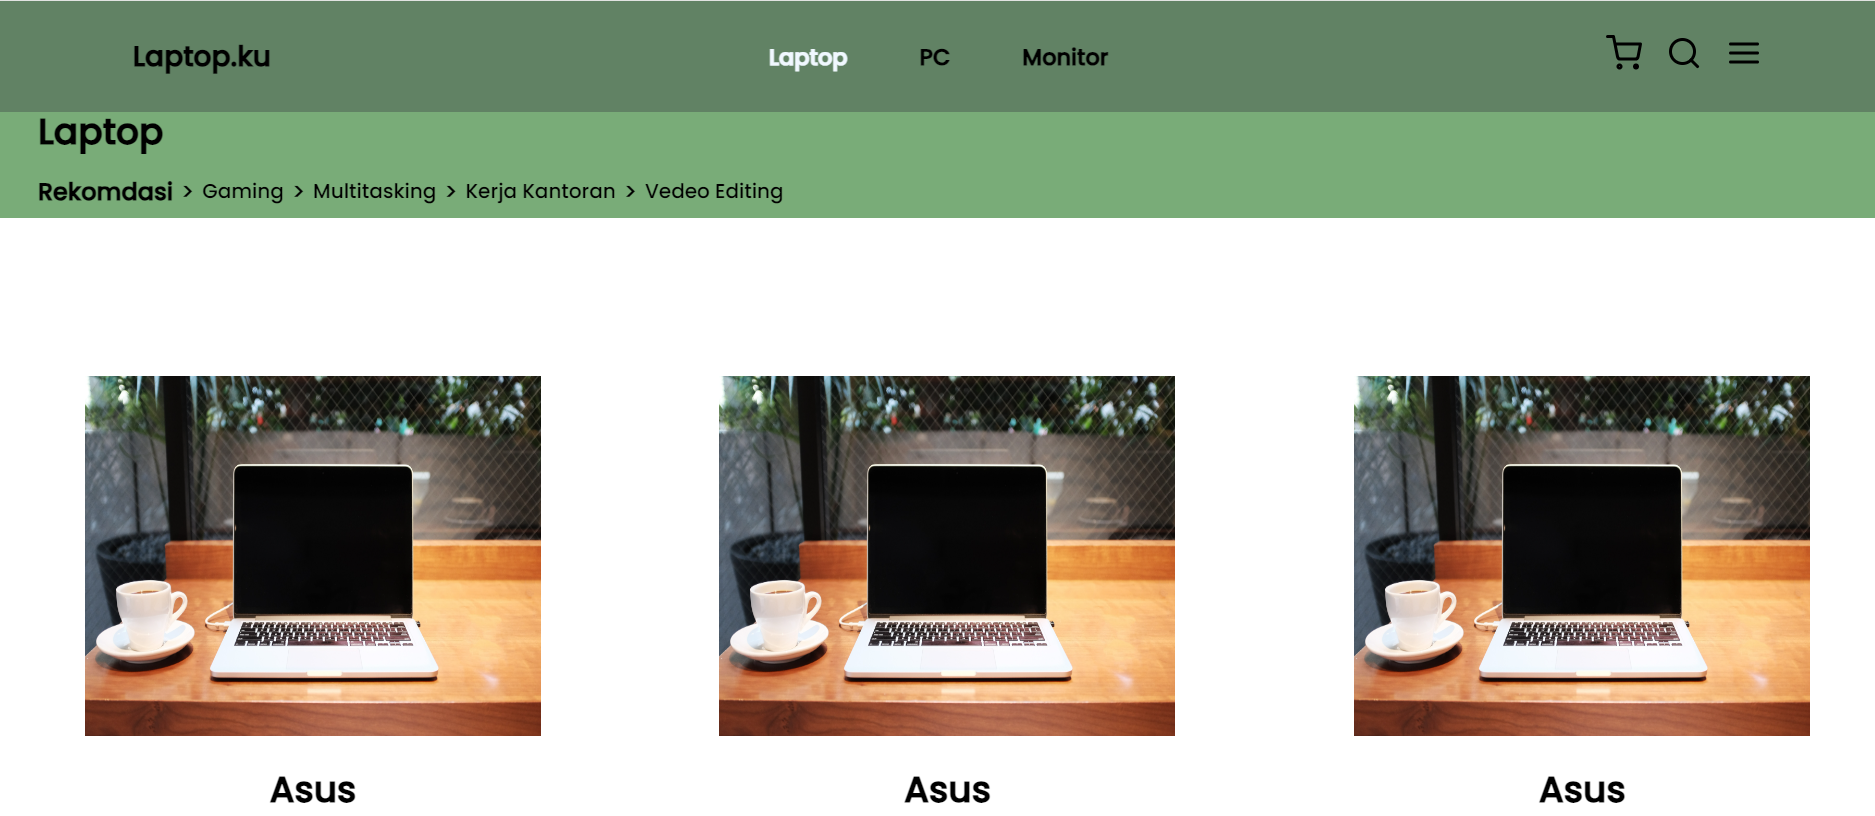 Laptop.ku Laptop PC Monitor
Laptop
Rekomdasi > Gaming > Multitasking > Kerja Kantoran > Vedeo Editing
Asus Asus Asus